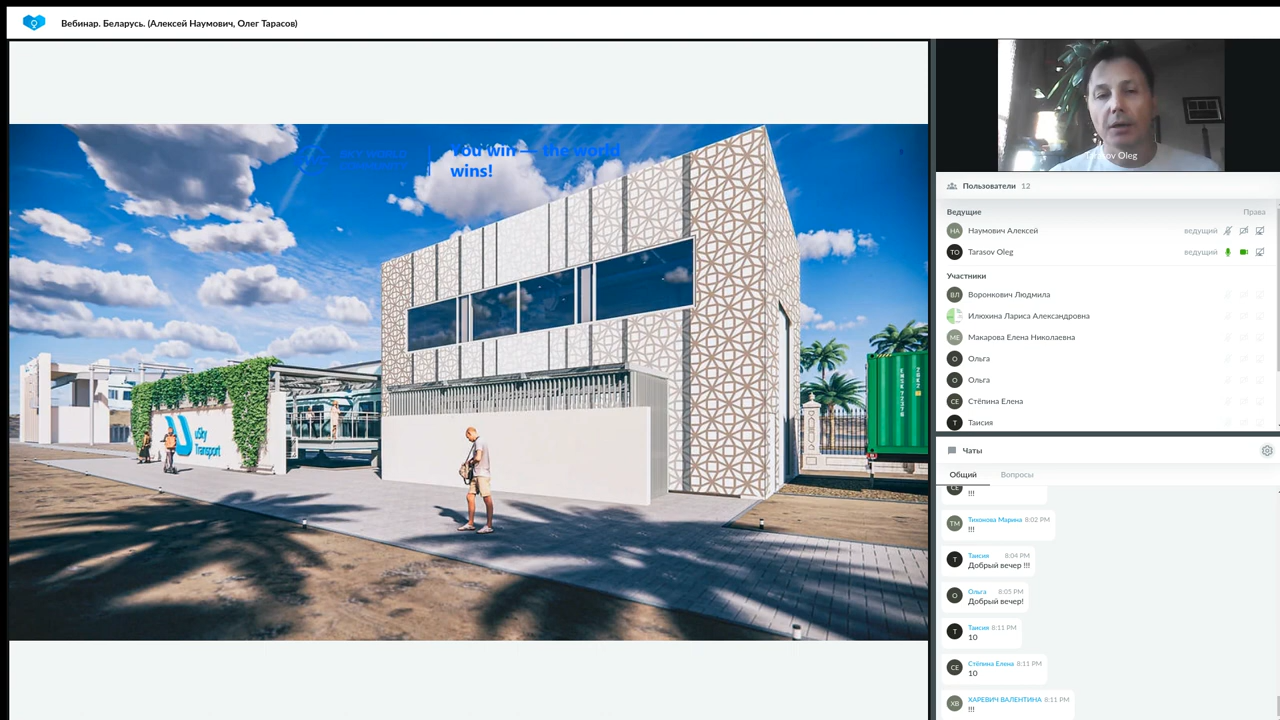 Вебинар. Беларусь. (Алексей Наумович, Олег Тарасов)
SKY WORLD
COMMUNITY
You win — the world
wins!
sky
Transport
Tarasov Oleg
Пользователи 12
Ведущие Права
НА Наумович Алексей ведущий
TO Tarasov Oleg ведущий
Участники
ВЛ Воронкович Людмила
Илюхина Лариса Александровна
МЕ Макарова Елена Николаевна
О Ольга
О Ольга
СЕ Стёпина Елена
Т Таисия
Чаты
Общий Вопросы
СЕ
!!!
ТМ Тихонова Марина 8:02 PM
!!!
Т Таисия 8:04 PM
Добрый вечер !!!
О Ольга 8:05 PM
Добрый вечер!
Т Таисия 8:11 PM
10
СЕ Стёпина Елена 8:11 PM
10
ХВ ХАРЕВИЧ ВАЛЕНТИНА 8:11 PM
!!!